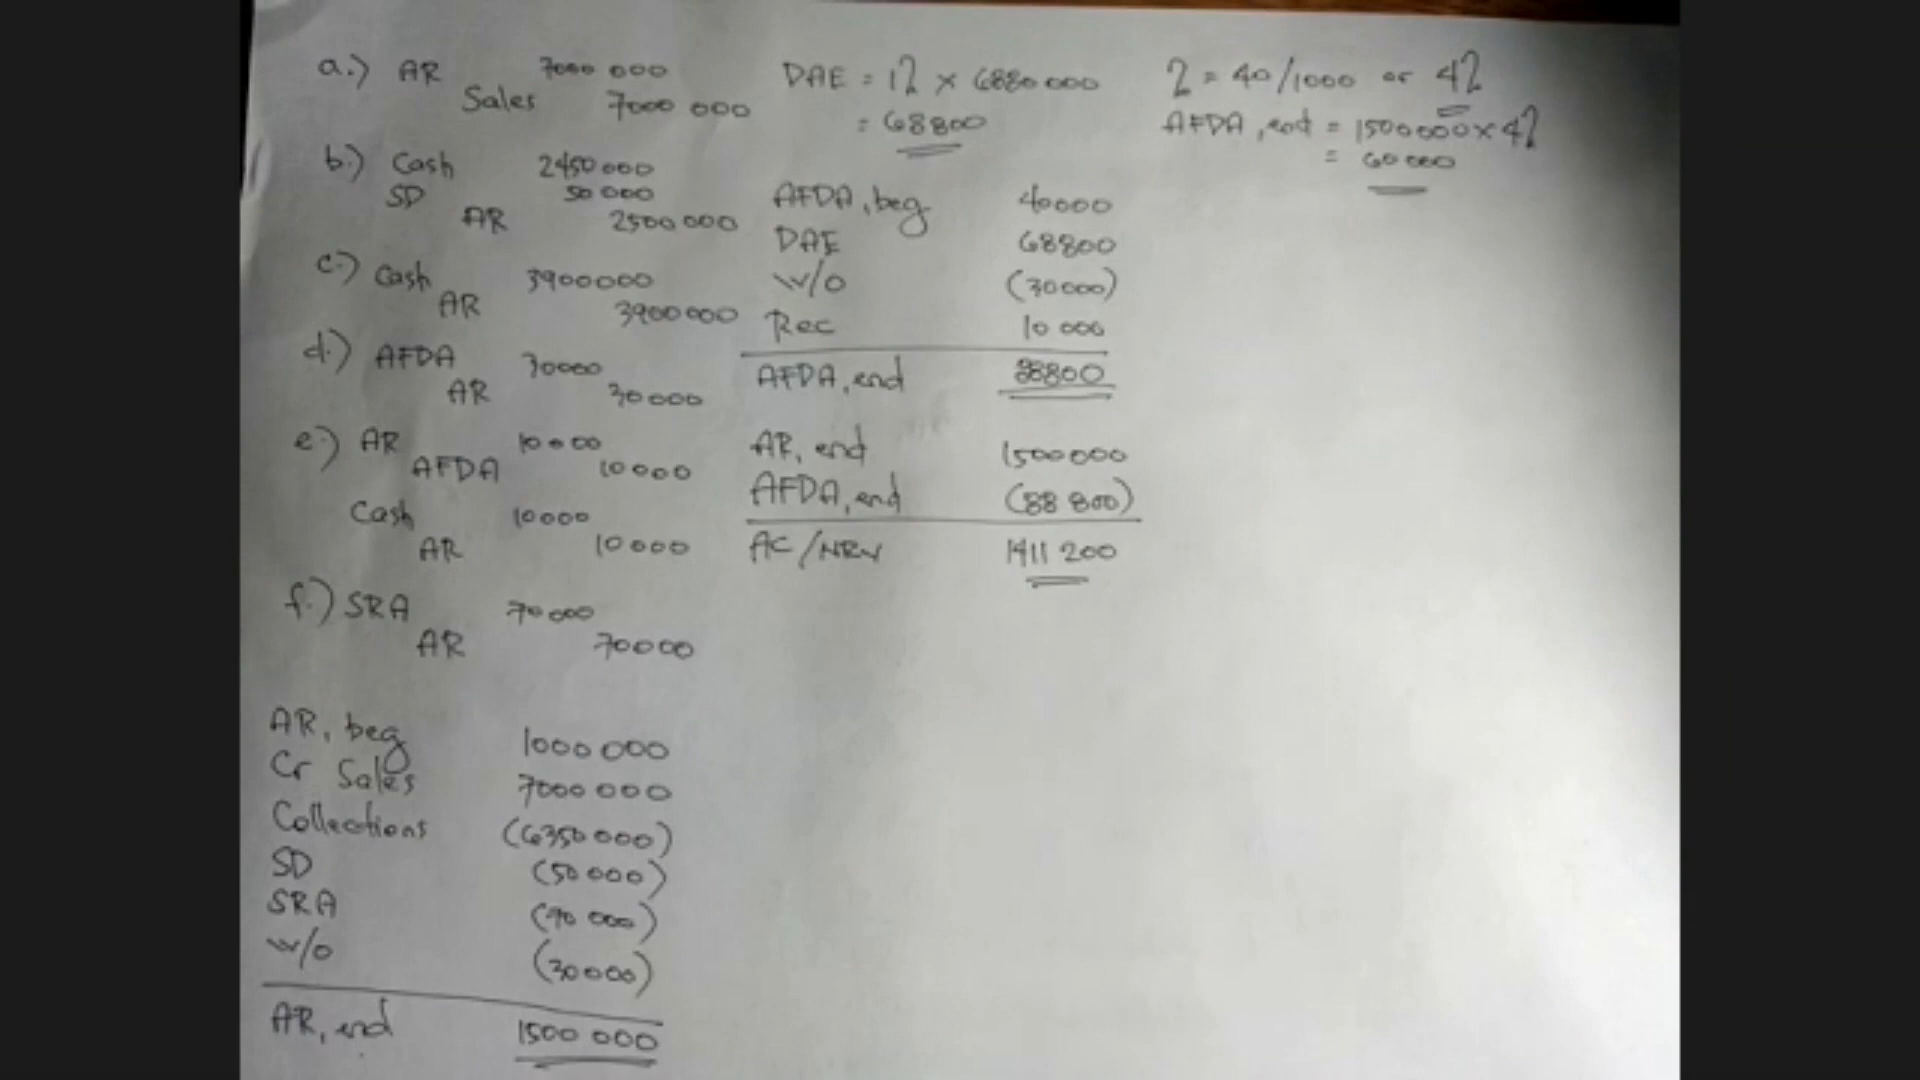 a.) AR 7000 000
Sales 7000 000
b.) Cash 2450 000
SD 50 000
AR 2500 000
c.) Cash 3900000
AR 3900000
d.) AFDA 30000
AR 30000
e.) AR 10000
AFDA 10000
Cash 10000
AR 10000
f.) SRA 70000
AR 70000
AR, beg 1000 000
Cr Sales 7000 000
Collections (6350 000)
SD (50 000)
SRA (70 000)
w/o (30000)
AR, end 1500 000
DAE = 1% x 6880 000
= 68800
AFDA, beg 40000
DAE 68800
w/o (30000)
Rec 10 000
AFDA, end 88800
AR, end 1500000
AFDA, end (88 800)
AC/NRV 1411 200
% = 40/1000 or 4%
AFDA, end = 1500000 x 4%
= 60000